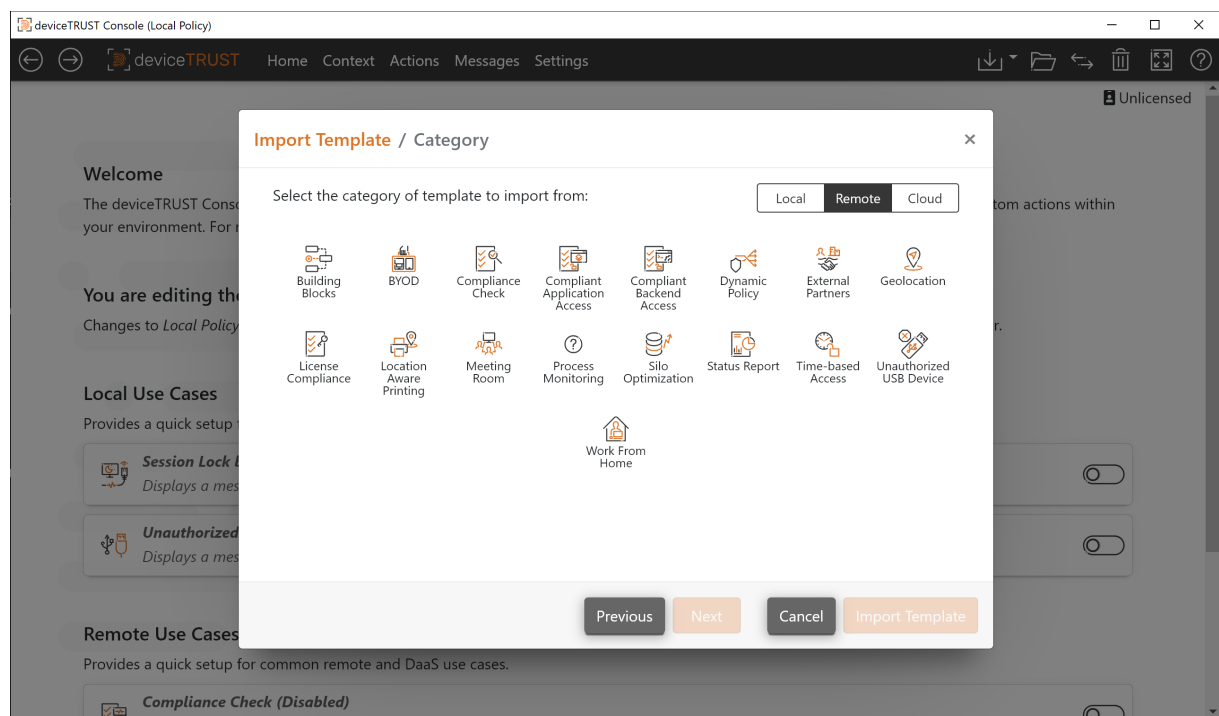 deviceTRUST Console (Local Policy)
deviceTRUST Home Context Actions Messages Settings
Unlicensed
Import Template / Category
Welcome
Select the category of template to import from:
Local Remote Cloud
The deviceTRUST
tom actions within
your environment. For
Building Blocks
BYOD
Compliance Check
Compliant Application Access
Compliant Backend Access
Dynamic Policy
External Partners
Geolocation
You are editing
Changes to Local Policy
r.
License Compliance
Location Aware Printing
Meeting Room
Process Monitoring
Silo Optimization
Status Report
Time-based Access
Unauthorized USB Device
Local Use Cases
Provides a quick setup
Work From Home
Session Lock
Displays a
Unauthorized
Displays a
Previous Next Cancel Import Template
Remote Use Cases
Provides a quick setup for common remote and DaaS use cases.
Compliance Check (Disabled)